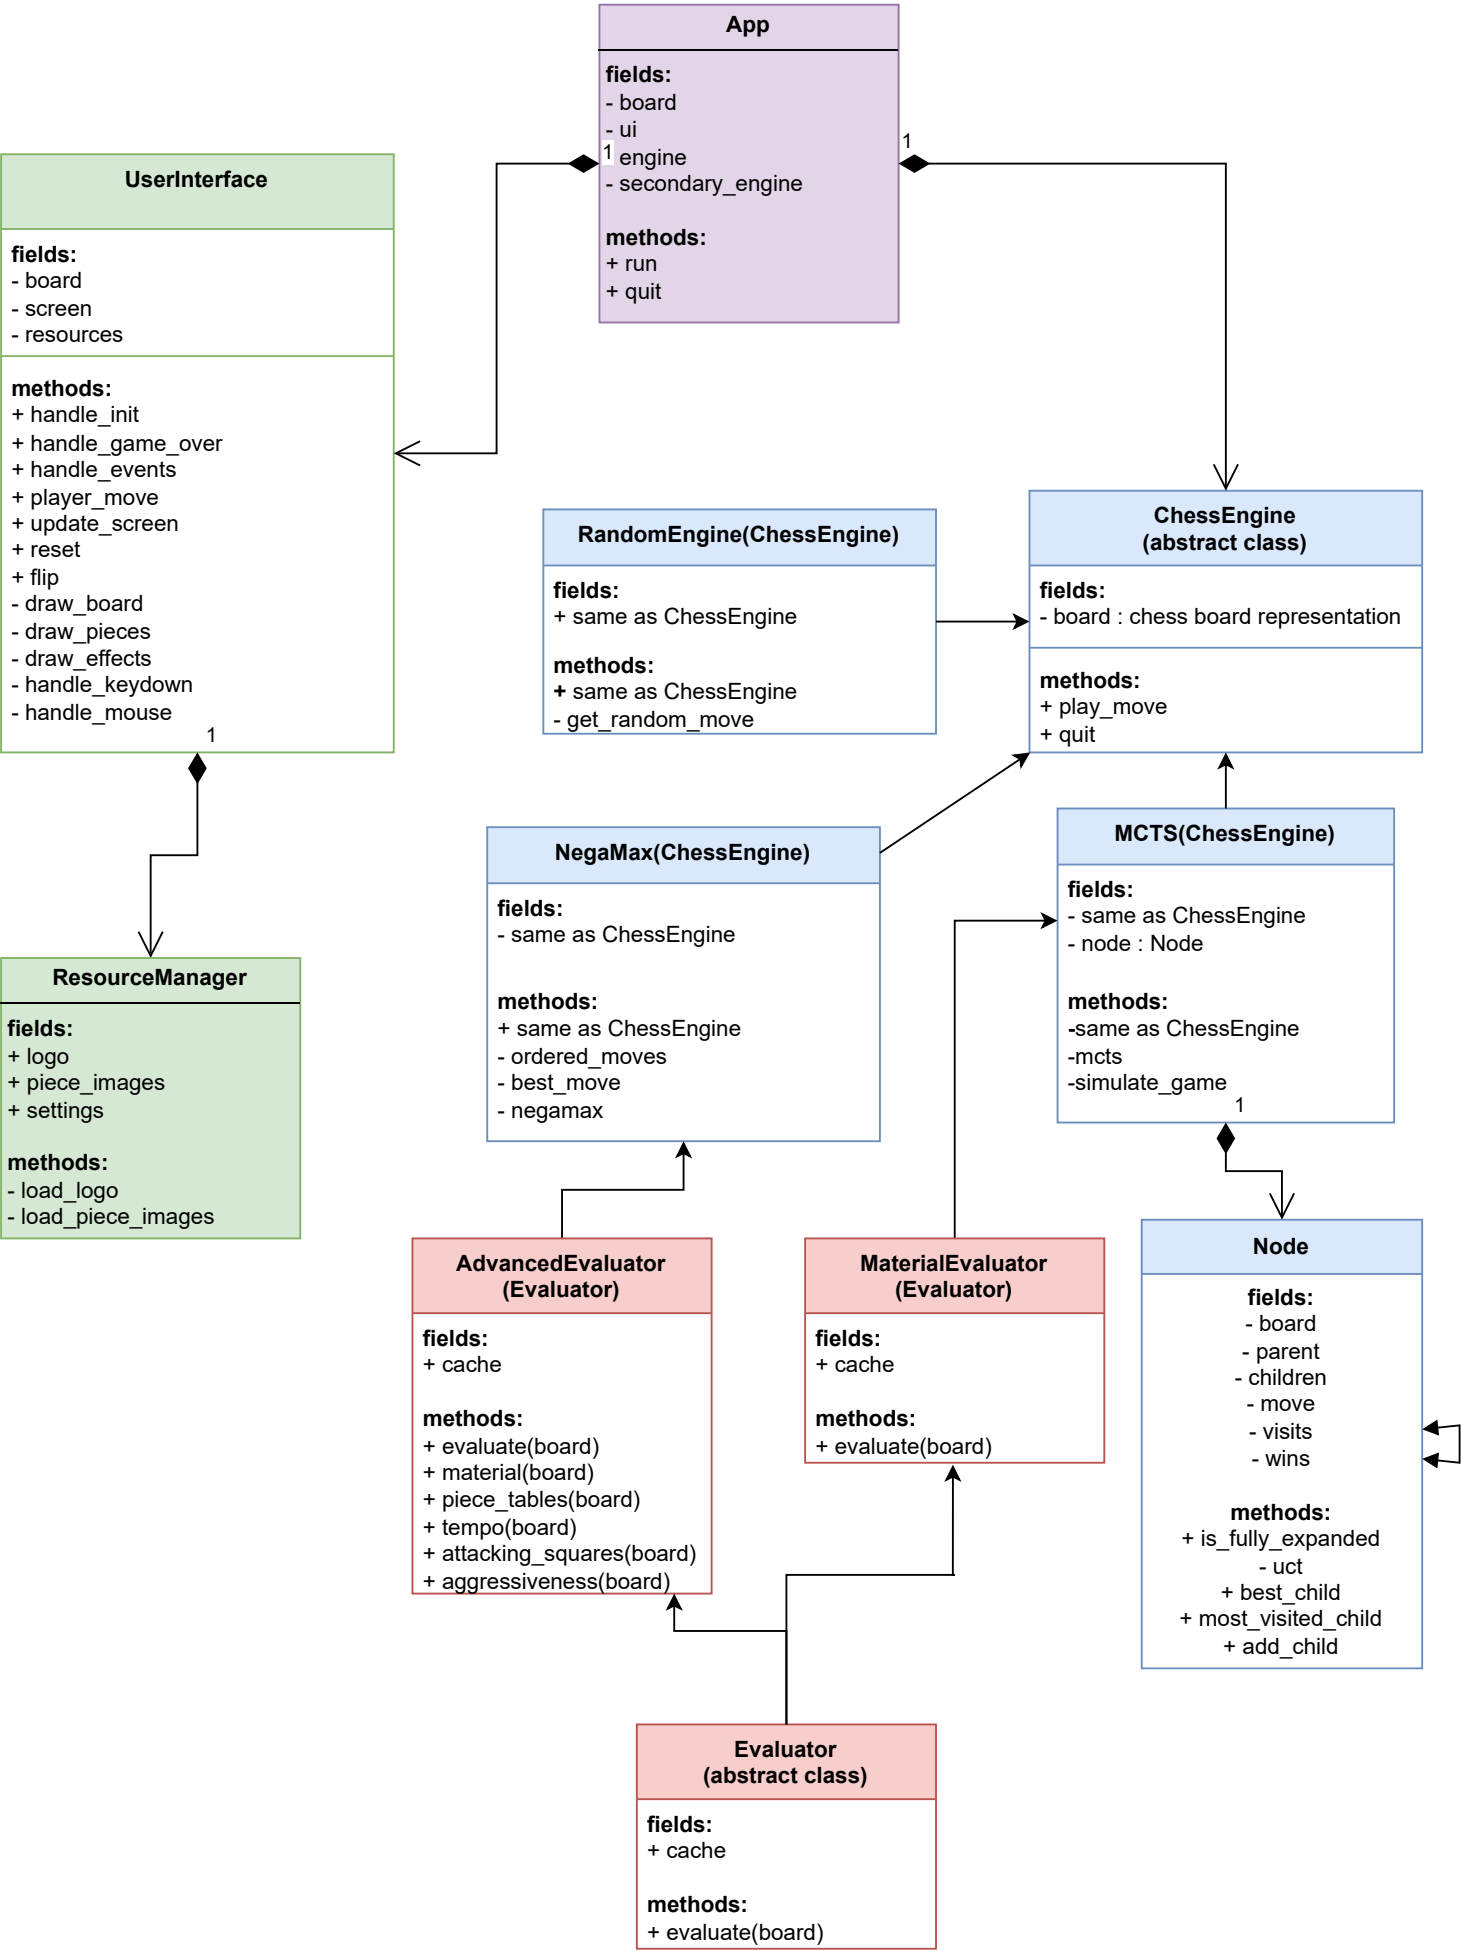 App
fields:
- board
- ui
1 engine
- secondary_engine
methods:
+ run
+ quit
1
UserInterface
fields:
- board
- screen
- resources
methods:
+ handle_init
+ handle_game_over
+ handle_events
+ player_move
+ update_screen
+ reset
+ flip
- draw_board
- draw_pieces
- draw_effects
- handle_keydown
- handle_mouse
1
RandomEngine(ChessEngine)
fields:
+ same as ChessEngine
methods:
+ same as ChessEngine
- get_random_move
ChessEngine
(abstract class)
fields:
- board : chess board representation
methods:
+ play_move
+ quit
NegaMax(ChessEngine)
fields:
- same as ChessEngine
methods:
+ same as ChessEngine
- ordered_moves
- best_move
- negamax
MCTS(ChessEngine)
fields:
- same as ChessEngine
- node : Node
methods:
-same as ChessEngine
-mcts
-simulate_game
1
ResourceManager
fields:
+ logo
+ piece_images
+ settings
methods:
- load_logo
- load_piece_images
AdvancedEvaluator
(Evaluator)
fields:
+ cache
methods:
+ evaluate(board)
+ material(board)
+ piece_tables(board)
+ tempo(board)
+ attacking_squares(board)
+ aggressiveness(board)
MaterialEvaluator
(Evaluator)
fields:
+ cache
methods:
+ evaluate(board)
Node
fields:
- board
- parent
- children
- move
- visits
- wins
methods:
+ is_fully_expanded
- uct
+ best_child
+ most_visited_child
+ add_child
Evaluator
(abstract class)
fields:
+ cache
methods:
+ evaluate(board)